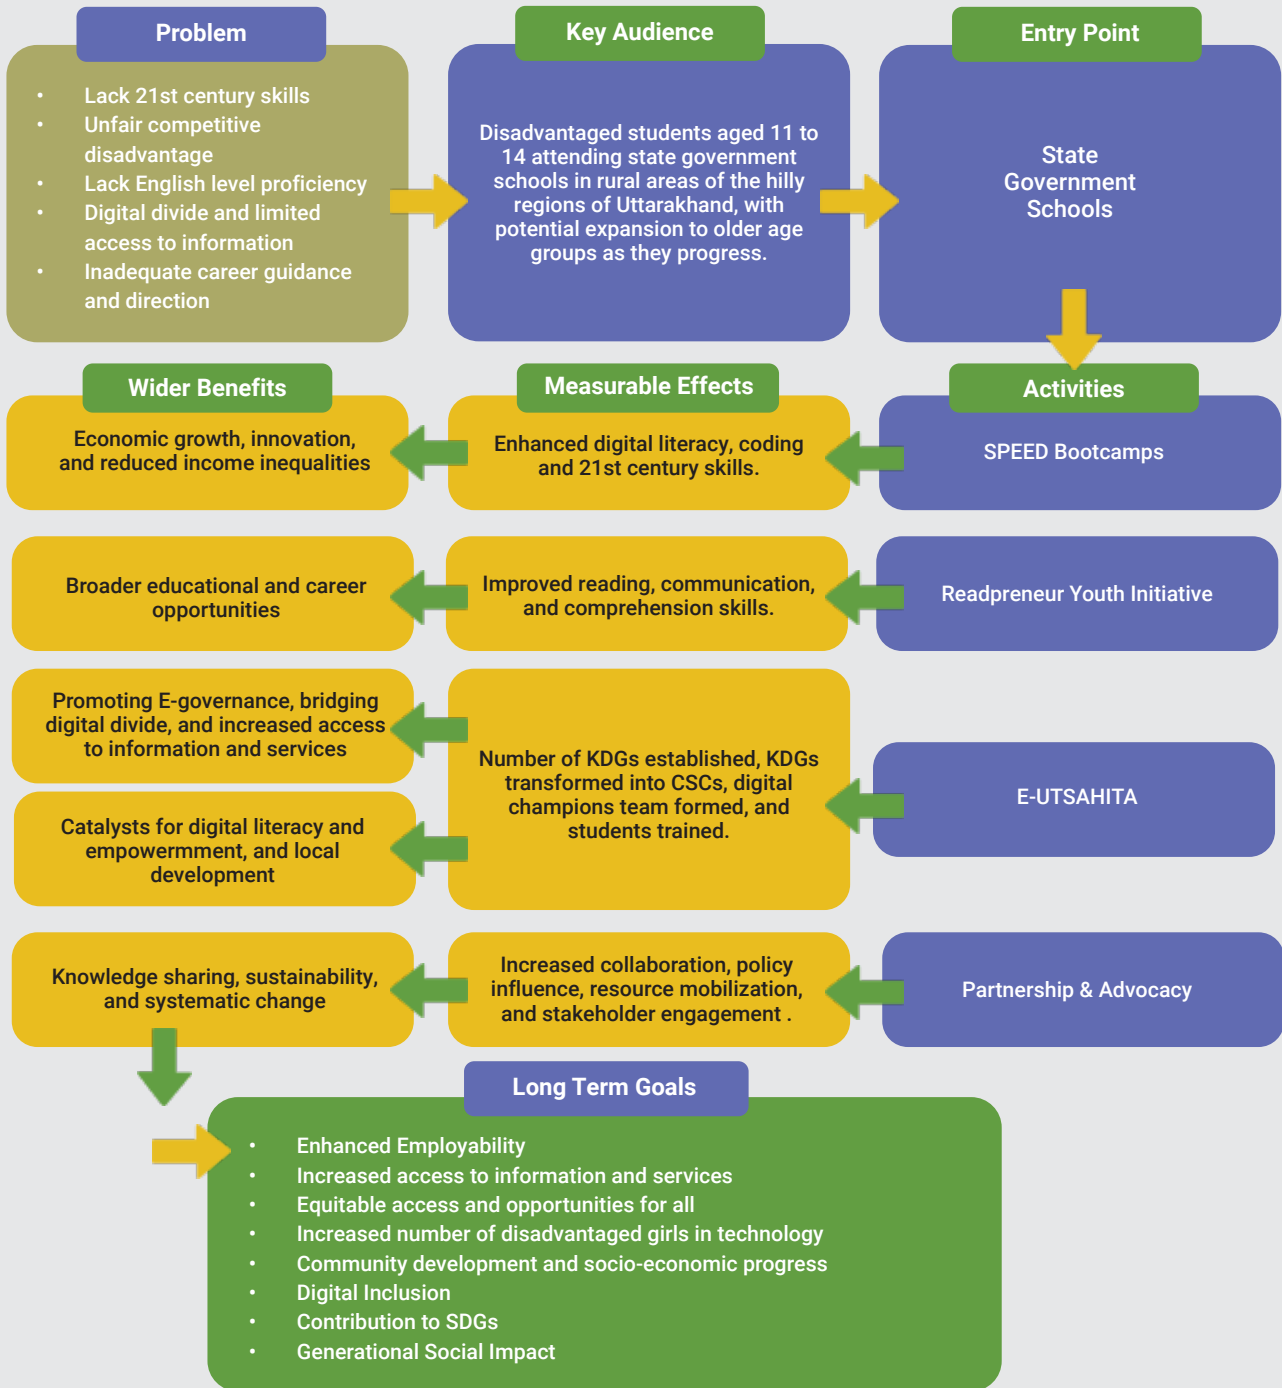 Problem
• Lack 21st century skills
• Unfair competitive
disadvantage
• Lack English level proficiency
• Digital divide and limited
access to information
• Inadequate career guidance
and direction
Key Audience
Disadvantaged students aged 11 to
14 attending state government
schools in rural areas of the hilly
regions of Uttarakhand, with
potential expansion to older age
groups as they progress.
Entry Point
State
Government
Schools
Activities
SPEED Bootcamps
Measurable Effects
Enhanced digital literacy, coding
and 21st century skills.
Wider Benefits
Economic growth, innovation,
and reduced income inequalities
Readpreneur Youth Initiative
Improved reading, communication,
and comprehension skills.
Broader educational and career
opportunities
E-UTSAHITA
Number of KDGs established, KDGs
transformed into CSCs, digital
champions team formed, and
students trained.
Promoting E-governance, bridging
digital divide, and increased access
to information and services
Catalysts for digital literacy and
empowermment, and local
development
Partnership & Advocacy
Increased collaboration, policy
influence, resource mobilization,
and stakeholder engagement .
Knowledge sharing, sustainability,
and systematic change
Long Term Goals
• Enhanced Employability
• Increased access to information and services
• Equitable access and opportunities for all
• Increased number of disadvantaged girls in technology
• Community development and socio-economic progress
• Digital Inclusion
• Contribution to SDGs
• Generational Social Impact